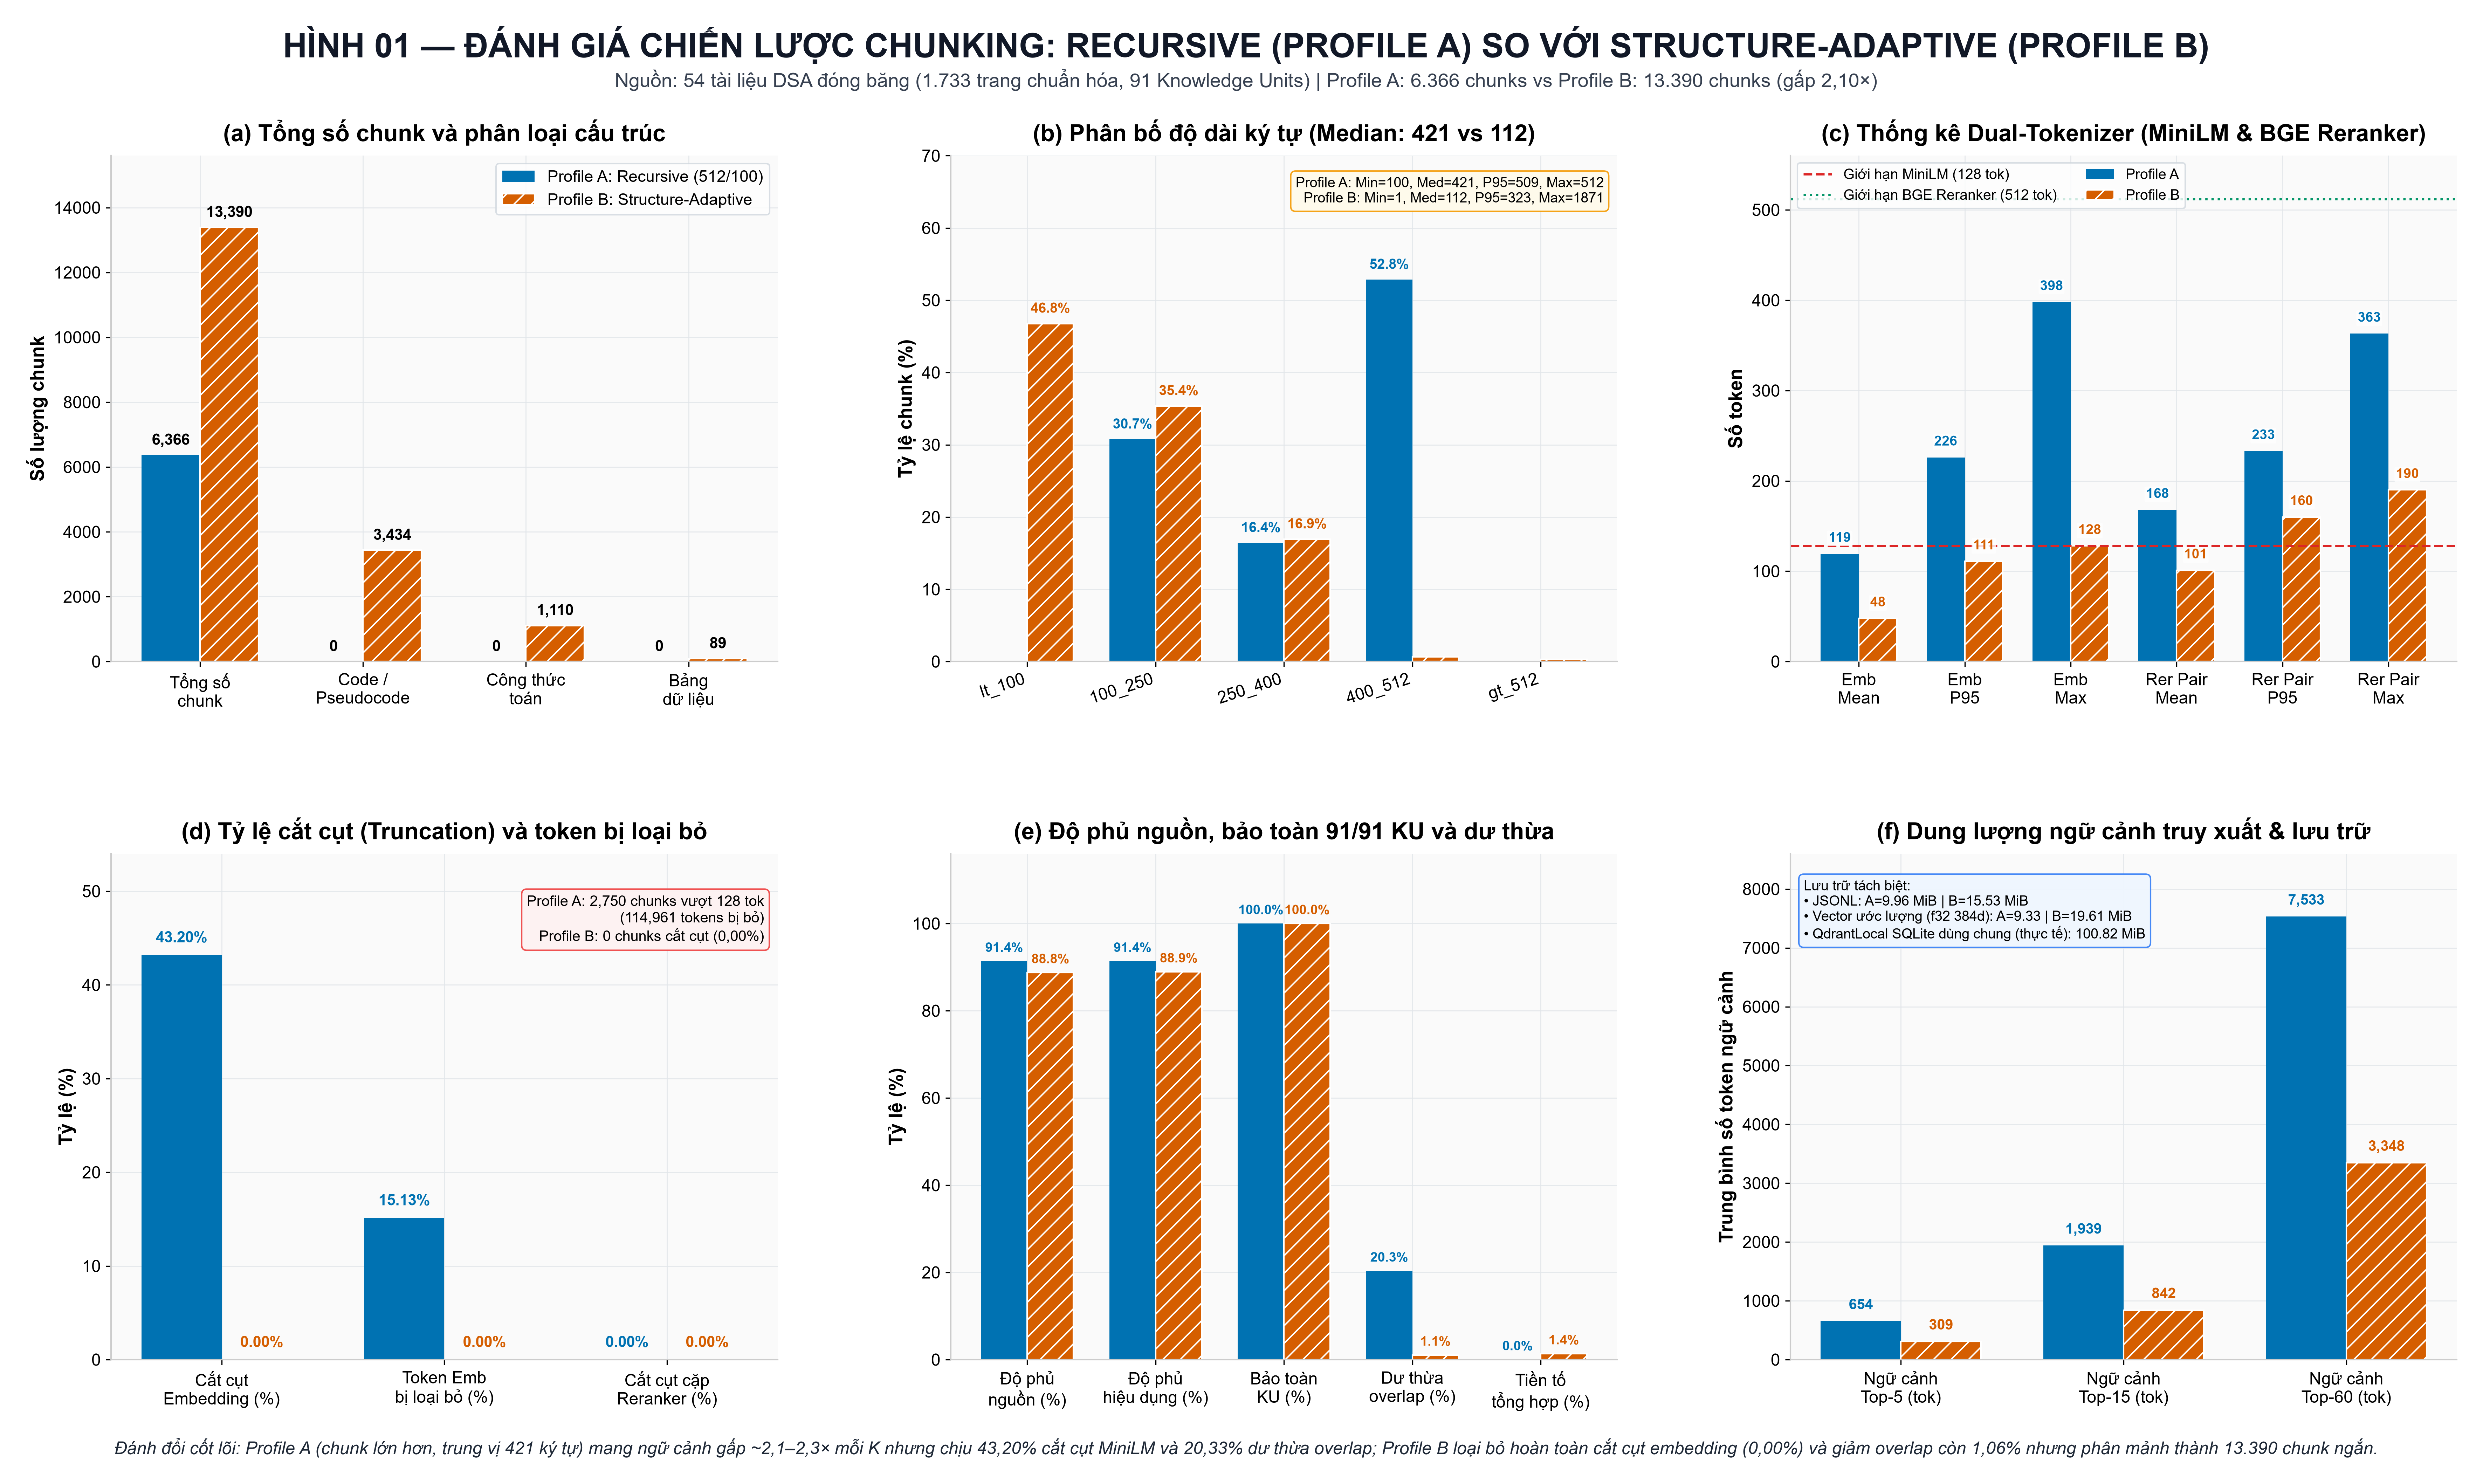 HÌNH 01 — ĐÁNH GIÁ CHIẾN LƯỢC CHUNKING: RECURSIVE (PROFILE A) SO VỚI STRUCTURE-ADAPTIVE (PROFILE B)
Nguồn: 54 tài liệu DSA đóng băng (1.733 trang chuẩn hóa, 91 Knowledge Units) | Profile A: 6.366 chunks vs Profile B: 13.390 chunks (gấp 2,10×)
(a) Tổng số chunk và phân loại cấu trúc
Số lượng chunk
14000
12000
10000
8000
6000
4000
2000
0
Profile A: Recursive (512/100)
Profile B: Structure-Adaptive
6,366
13,390
0
3,434
0
1,110
0
89
Tổng số
chunk
Code /
Pseudocode
Công thức
toán
Bảng
dữ liệu
(b) Phân bố độ dài ký tự (Median: 421 vs 112)
Tỷ lệ chunk (%)
70
60
50
40
30
20
10
0
Profile A: Min=100, Med=421, P95=509, Max=512
Profile B: Min=1, Med=112, P95=323, Max=1871
46.8%
30.7%
35.4%
16.4%
16.9%
52.8%
lt_100
100_250
250_400
400_512
gt_512
(c) Thống kê Dual-Tokenizer (MiniLM & BGE Reranker)
Số token
500
400
300
200
100
0
Giới hạn MiniLM (128 tok)
Giới hạn BGE Reranker (512 tok)
Profile A
Profile B
119
48
226
111
398
128
168
101
233
160
363
190
Emb
Mean
Emb
P95
Emb
Max
Rer Pair
Mean
Rer Pair
P95
Rer Pair
Max
(d) Tỷ lệ cắt cụt (Truncation) và token bị loại bỏ
Tỷ lệ (%)
50
40
30
20
10
0
Profile A: 2,750 chunks vượt 128 tok
(114,961 tokens bị bỏ)
Profile B: 0 chunks cắt cụt (0,00%)
43.20%
0.00%
15.13%
0.00%
0.00%
0.00%
Cắt cụt
Embedding (%)
Token Emb
bị loại bỏ (%)
Cắt cụt cặp
Reranker (%)
(e) Độ phủ nguồn, bảo toàn 91/91 KU và dư thừa
Tỷ lệ (%)
100
80
60
40
20
0
91.4%
88.8%
91.4%
88.9%
100.0%
100.0%
20.3%
1.1%
0.0%
1.4%
Độ phủ
nguồn (%)
Độ phủ
hiệu dụng (%)
Bảo toàn
KU (%)
Dư thừa
overlap (%)
Tiền tố
tổng hợp (%)
(f) Dung lượng ngữ cảnh truy xuất & lưu trữ
Trung bình số token ngữ cảnh
8000
7000
6000
5000
4000
3000
2000
1000
0
Lưu trữ tách biệt:
• JSONL: A=9.96 MiB | B=15.53 MiB
• Vector ước lượng (f32 384d): A=9.33 | B=19.61 MiB
• QdrantLocal SQLite dùng chung (thực tế): 100.82 MiB
654
309
1,939
842
7,533
3,348
Ngữ cảnh
Top-5 (tok)
Ngữ cảnh
Top-15 (tok)
Ngữ cảnh
Top-60 (tok)
Đánh đổi cốt lõi: Profile A (chunk lớn hơn, trung vị 421 ký tự) mang ngữ cảnh gấp ~2,1–2,3× mỗi K nhưng chịu 43,20% cắt cụt MiniLM và 20,33% dư thừa overlap; Profile B loại bỏ hoàn toàn cắt cụt embedding (0,00%) và giảm overlap còn 1,06% nhưng phân mảnh thành 13.390 chunk ngắn.